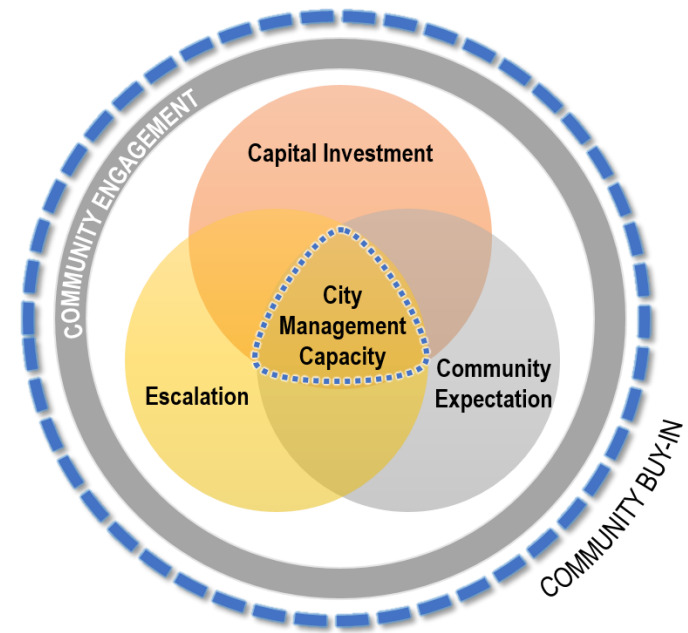 COMMUNITY ENGAGEMENT
Capital Investment
City
Management
Capacity
Escalation
Community
Expectation
COMMUNITY BUY-IN